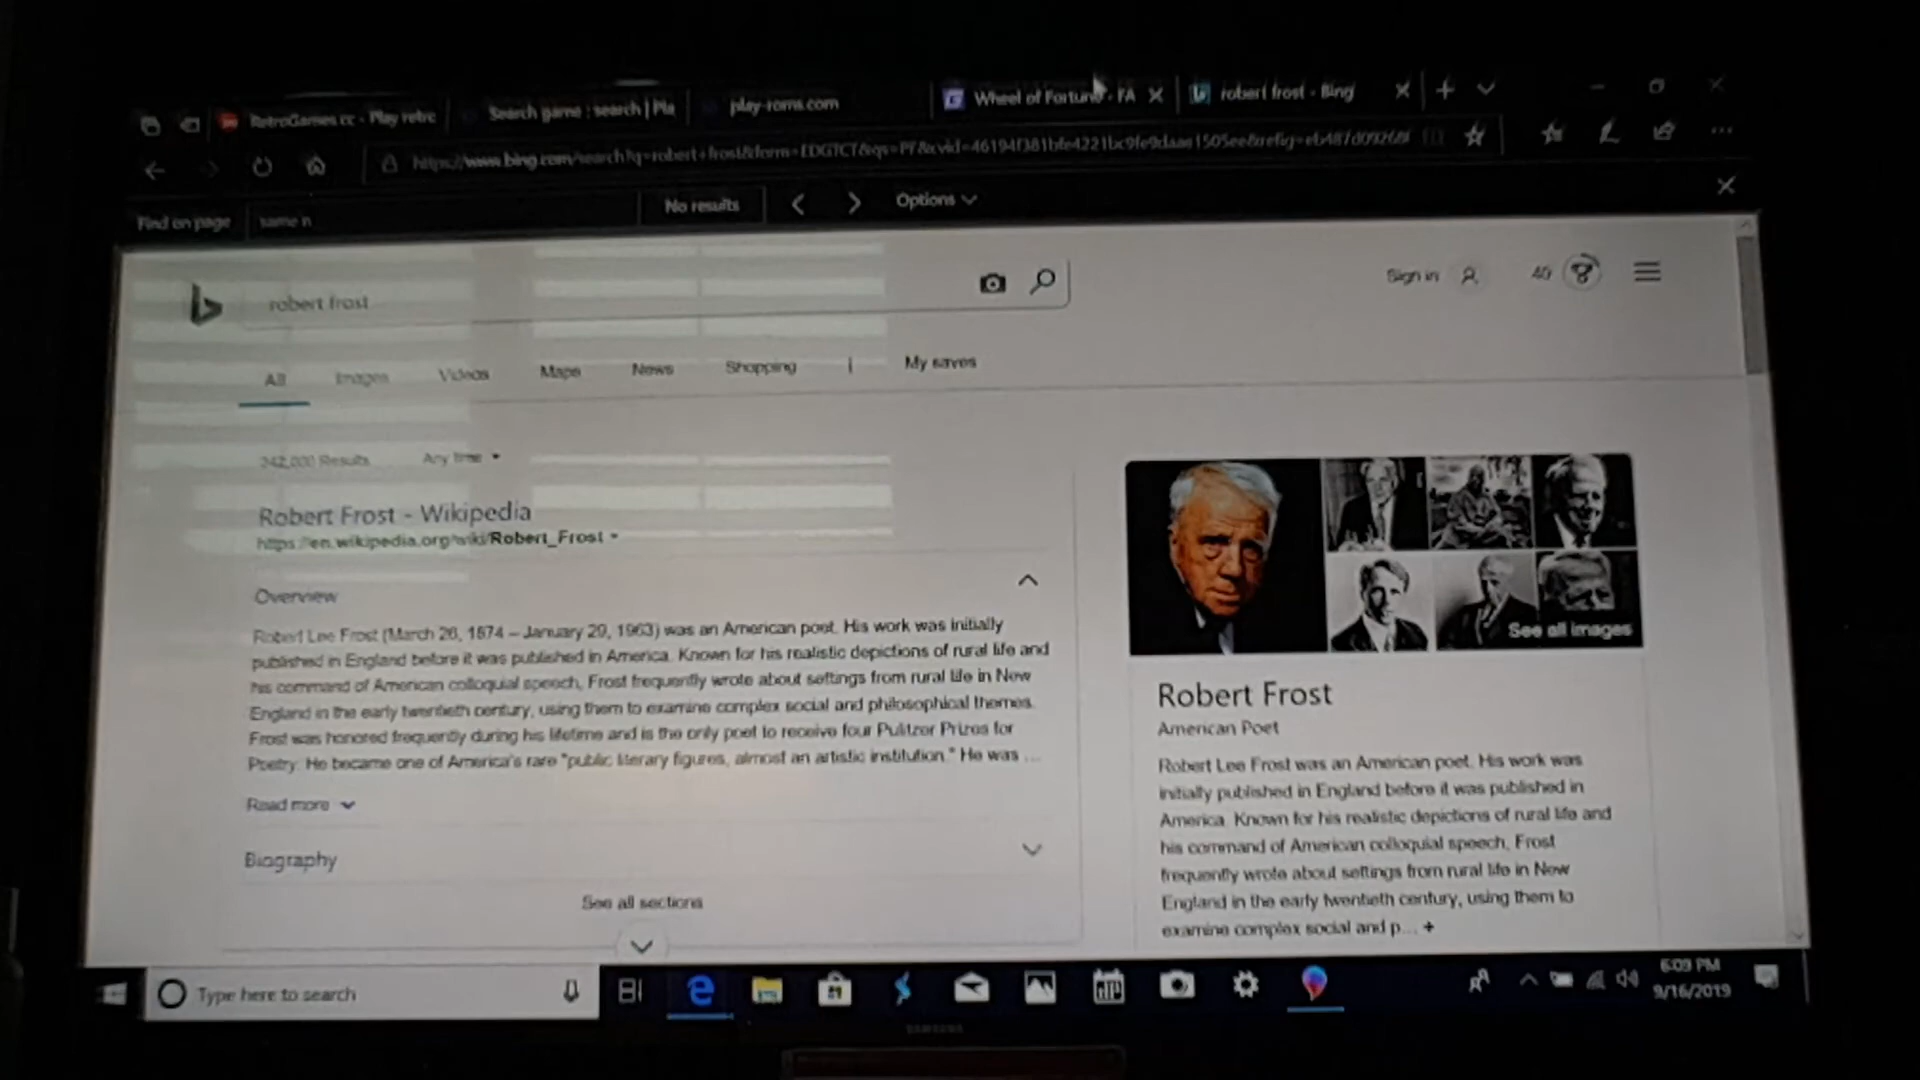 RetroGames cc - Play retrc
Search game : search | Pla
play-roms.com
Wheel of Fortune - FA
robert frost - Bing
Find on page
same n
No results
Options
robert frost
Sign in
40
All
Images
Videos
Maps
News
Shopping
|
My saves
342,000 Results
Any time
Robert Frost - Wikipedia
https://en.wikipedia.org/wiki/Robert_Frost
Overview
Robert Lee Frost (March 26, 1874 – January 29, 1963) was an American poet. His work was initially
published in England before it was published in America. Known for his realistic depictions of rural life and
his command of American colloquial speech, Frost frequently wrote about settings from rural life in New
England in the early twentieth century, using them to examine complex social and philosophical themes.
Frost was honored frequently during his lifetime and is the only poet to receive four Pulitzer Prizes for
Poetry. He became one of America's rare "public literary figures, almost an artistic institution." He was ...
Read more
Biography
See all sections
See all images
Robert Frost
American Poet
Robert Lee Frost was an American poet. His work was
initially published in England before it was published in
America. Known for his realistic depictions of rural life and
his command of American colloquial speech, Frost
frequently wrote about settings from rural life in New
England in the early twentieth century, using them to
examine complex social and p... +
Type here to search
6:09 PM
9/16/2019
SAMSUNG